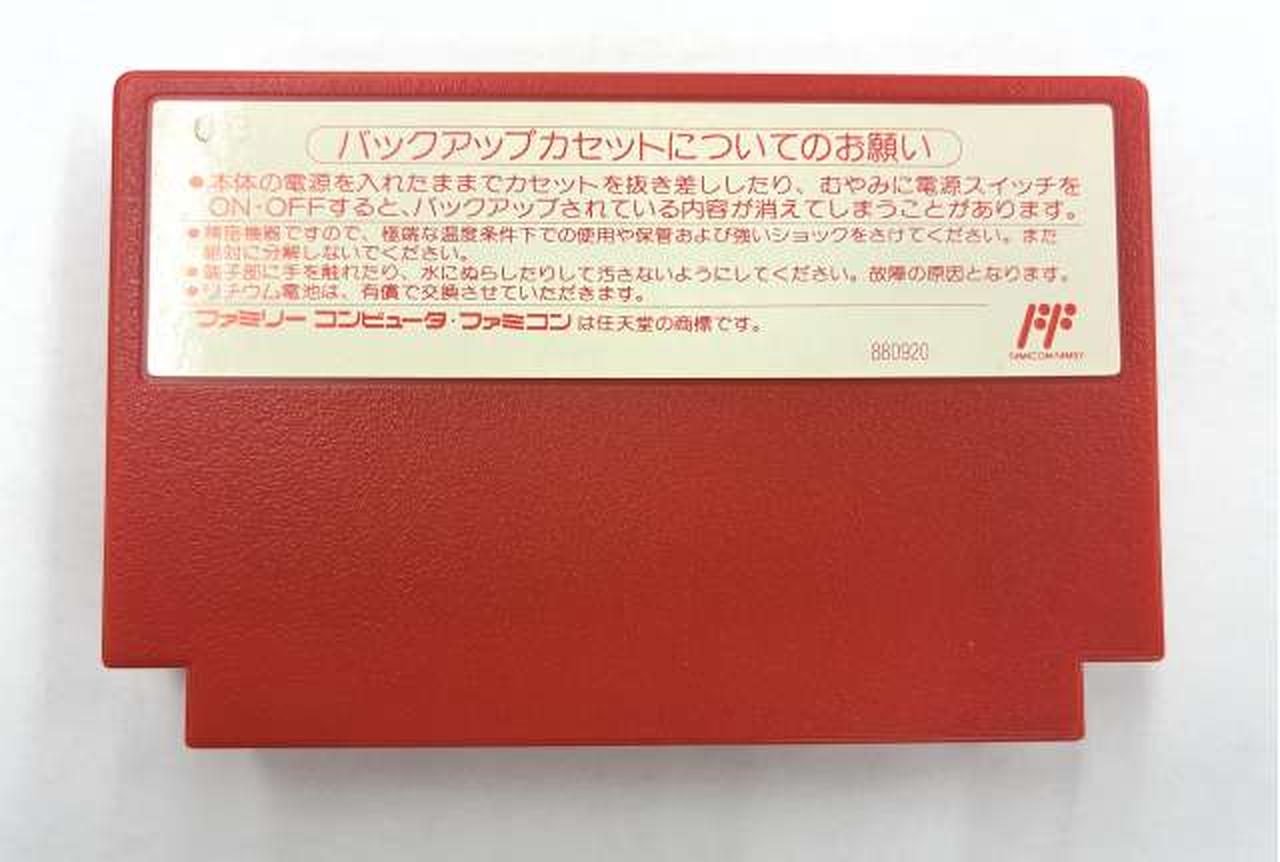 バックアップカセットについてのお願い
●本体の電源を入れたままでカセットを抜き差ししたり、むやみに電源スイッチを
ON・OFFすると、バックアップされている内容が消えてしまうことがあります。
●精密機器ですので、極端な温度条件下での使用や保管および強いショックをさけてください。また
絶対に分解しないでください。
●端子部に手を触れたり、水にぬらしたりして汚さないようにしてください。故障の原因となります。
●リチウム電池は、有償で交換させていただきます。
ファミリー コンピュータ・ファミコンは任天堂の商標です。
880920
FF